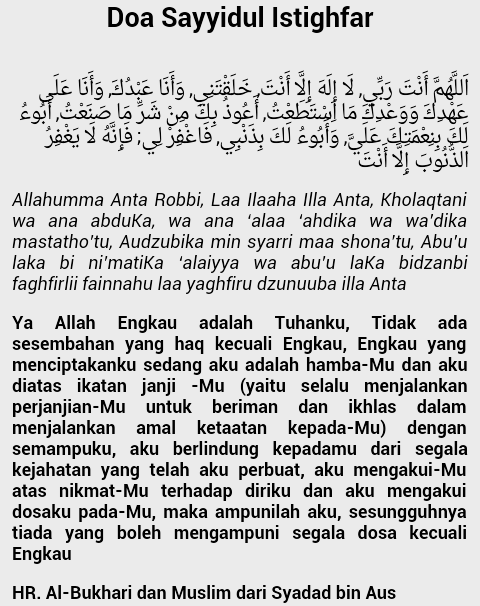 Doa Sayyidul Istighfar
اَللَّهُمَّ أَنْتَ رَبِّي, لَا إِلَهَ إِلَّا أَنْتَ, خَلَقْتَنِي, وَأَنَا عَبْدُكَ, وَأَنَا عَلَى
عَهْدِكَ وَوَعْدِكَ مَا اِسْتَطَعْتُ, أَعُوذُ بِكَ مِنْ شَرِّ مَا صَنَعْتُ, أَبُوءُ
لَكَ بِنِعْمَتِكَ عَلَيَّ, وَأَبُوءُ لَكَ بِذَنْبِي, فَاغْفِرْ لِي; فَإِنَّهُ لَا يَغْفِرُ
اَلذُّنُوبَ إِلَّا أَنْتَ
Allahumma Anta Robbi, Laa Ilaaha Illa Anta, Kholaqtani
wa ana abduKa, wa ana ‘alaa ‘ahdika wa wa’dika
mastatho’tu, Audzubika min syarri maa shona’tu, Abu’u
laka bi ni’matiKa ‘alaiyya wa abu’u laKa bidzanbi
faghfirlii fainnahu laa yaghfiru dzunuuba illa Anta
Ya Allah Engkau adalah Tuhanku, Tidak ada
sesembahan yang haq kecuali Engkau, Engkau yang
menciptakanku sedang aku adalah hamba-Mu dan aku
diatas ikatan janji -Mu (yaitu selalu menjalankan
perjanjian-Mu untuk beriman dan ikhlas dalam
menjalankan amal ketaatan kepada-Mu) dengan
semampuku, aku berlindung kepadamu dari segala
kejahatan yang telah aku perbuat, aku mengakui-Mu
atas nikmat-Mu terhadap diriku dan aku mengakui
dosaku pada-Mu, maka ampunilah aku, sesungguhnya
tiada yang boleh mengampuni segala dosa kecuali
Engkau
HR. Al-Bukhari dan Muslim dari Syadad bin Aus